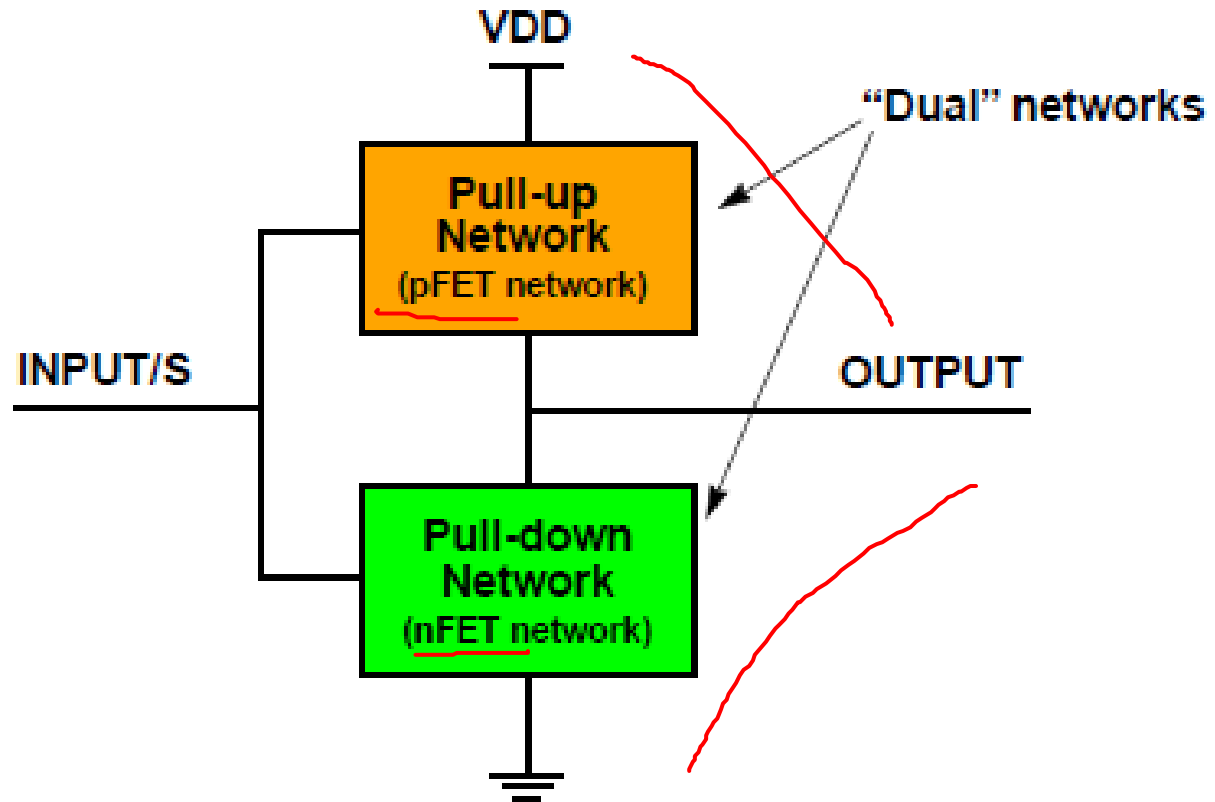 VDD
“Dual” networks
Pull-up
Network
(pFET network)
INPUT/S
OUTPUT
Pull-down
Network
(nFET network)